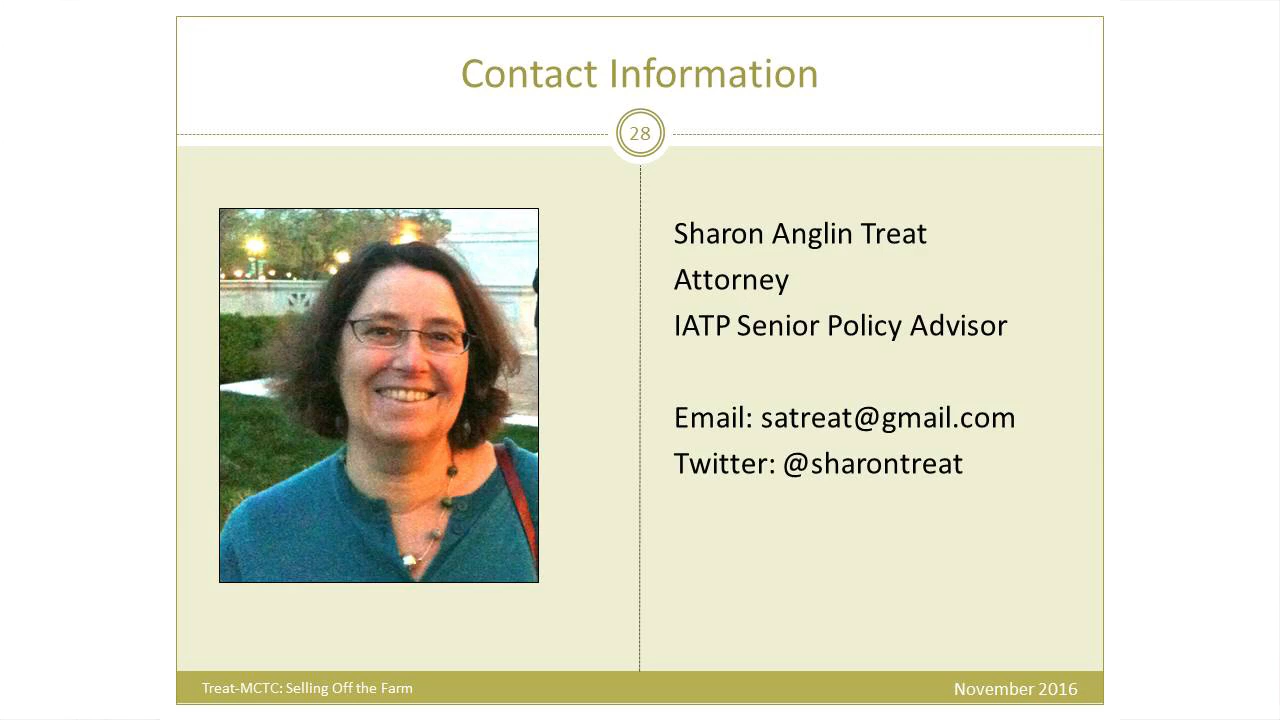 Contact Information
28
Sharon Anglin Treat
Attorney
IATP Senior Policy Advisor
Email: satreat@gmail.com
Twitter: @sharontreat
Treat-MCTC: Selling Off the Farm
November 2016